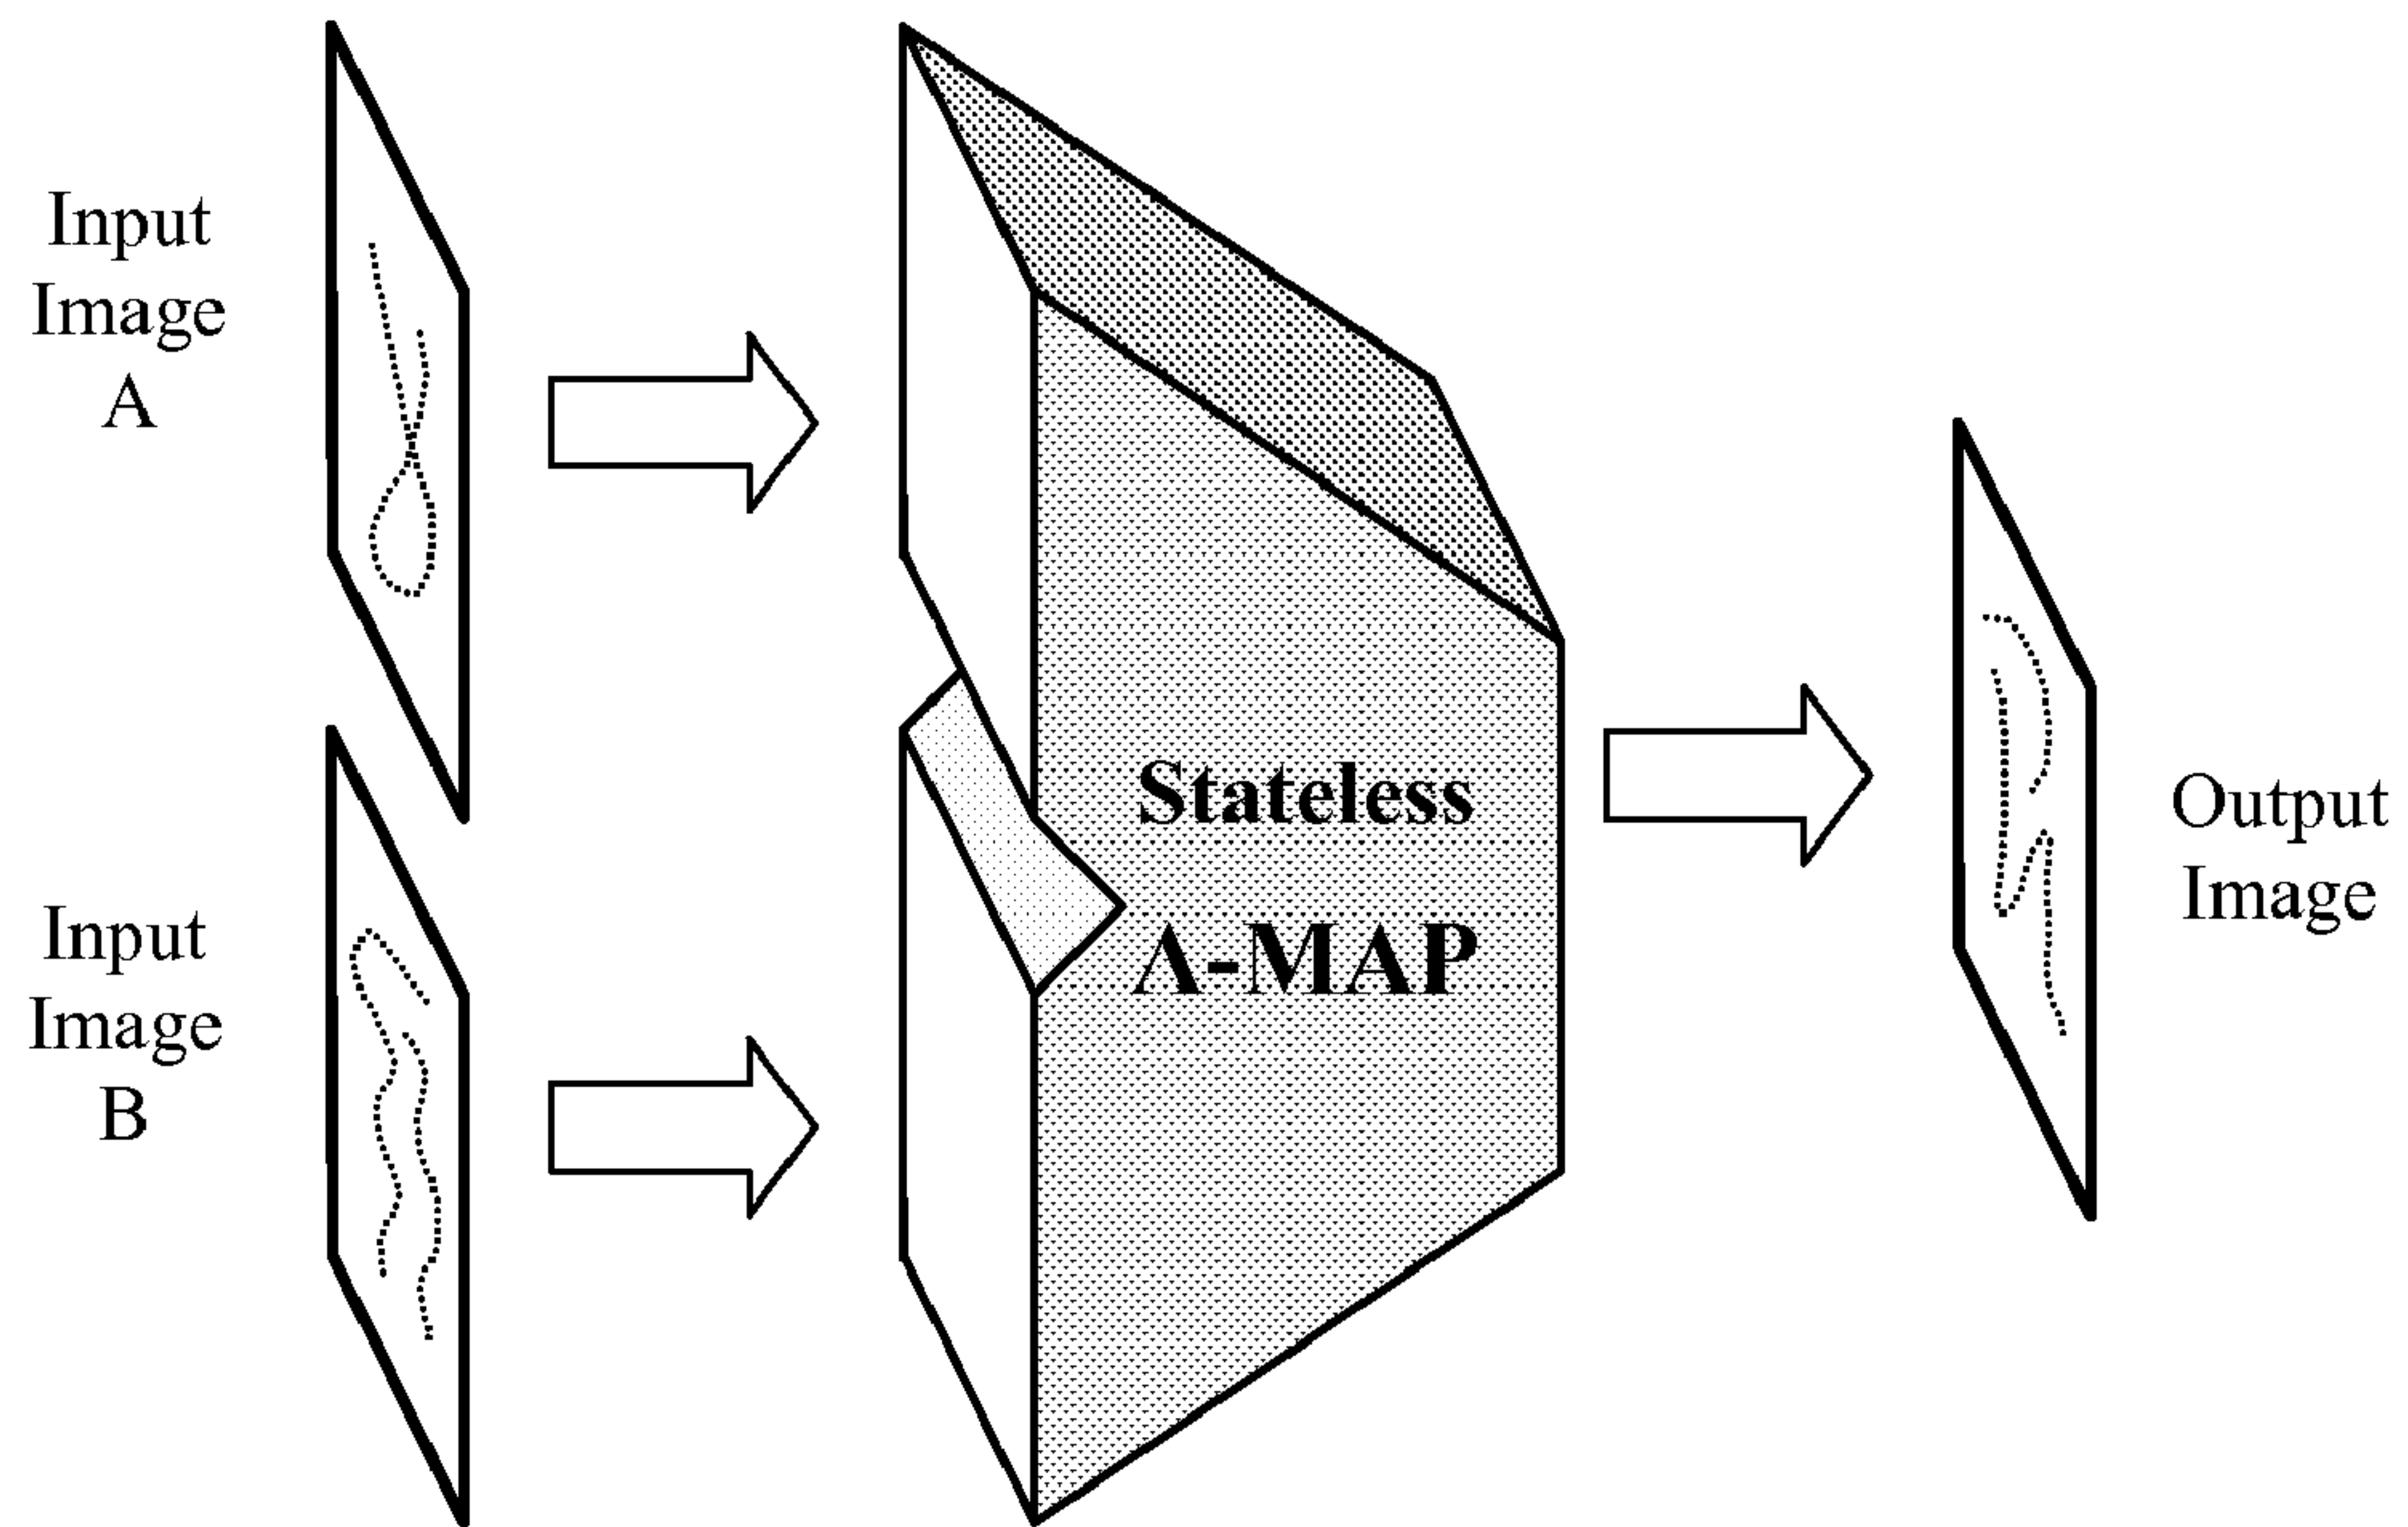 Input
Image
A
Input
Image
B
Stateless
Λ-MAP
Output
Image